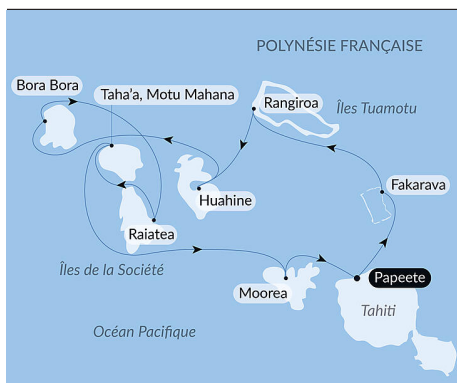 POLYNÉSIE FRANÇAISE
Bora Bora
Taha'a, Motu Mahana
Rangiroa
Îles Tuamotu
Fakarava
Huahine
Raiatea
Îles de la Société
Papeete
Moorea
Tahiti
Océan Pacifique